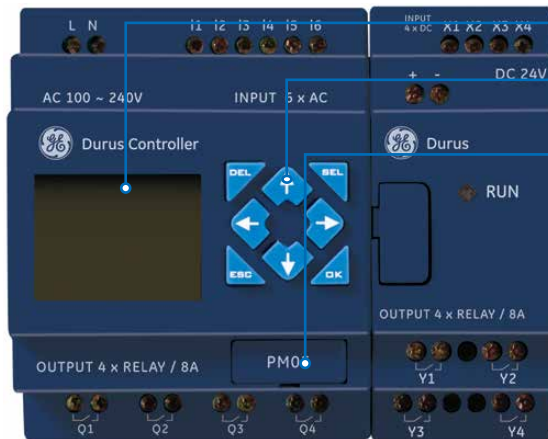 L N
I1 I2 I3 I4 I5 I6
INPUT
4 x DC
X1 X2 X3 X4
+ -
DC 24V
AC 100 ~ 240V
INPUT 6 x AC
GE
Durus Controller
GE
Durus
DEL
SEL
RUN
ESC
OK
OUTPUT 4 x RELAY / 8A
OUTPUT 4 x RELAY / 8A
Y1
Y2
Q1
Q2
Q3
Q4
Y3
Y4